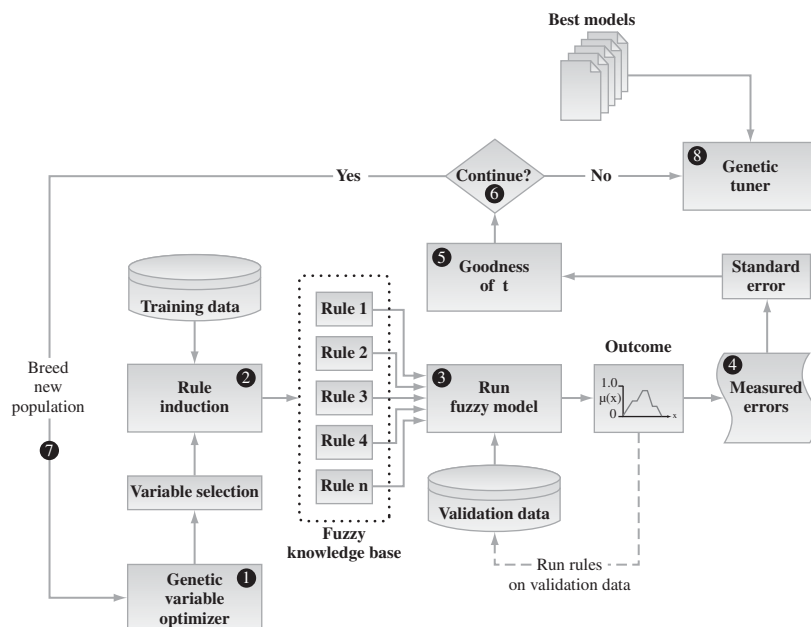 Best models
8
Genetic
tuner
Yes
Continue?
6
No
5
Goodness
of t
Standard
error
Training data
Rule 1
Rule 2
Rule 3
Rule 4
Rule n
Fuzzy
knowledge base
Breed
new
population
7
2
Rule
induction
3
Run
fuzzy model
Outcome
1.0
μ(x)
0
x
4
Measured
errors
Variable selection
Validation data
Run rules
on validation data
1
Genetic
variable
optimizer